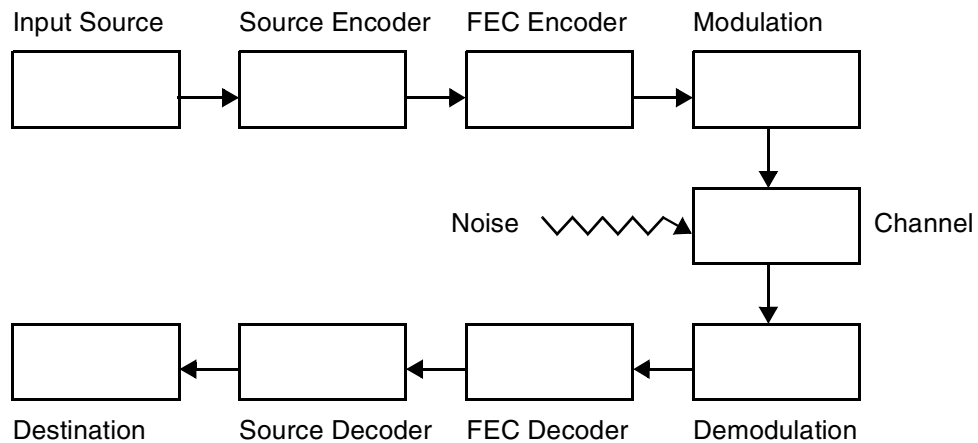 Input Source
Source Encoder
FEC Encoder
Modulation
Noise
Channel
Destination
Source Decoder
FEC Decoder
Demodulation